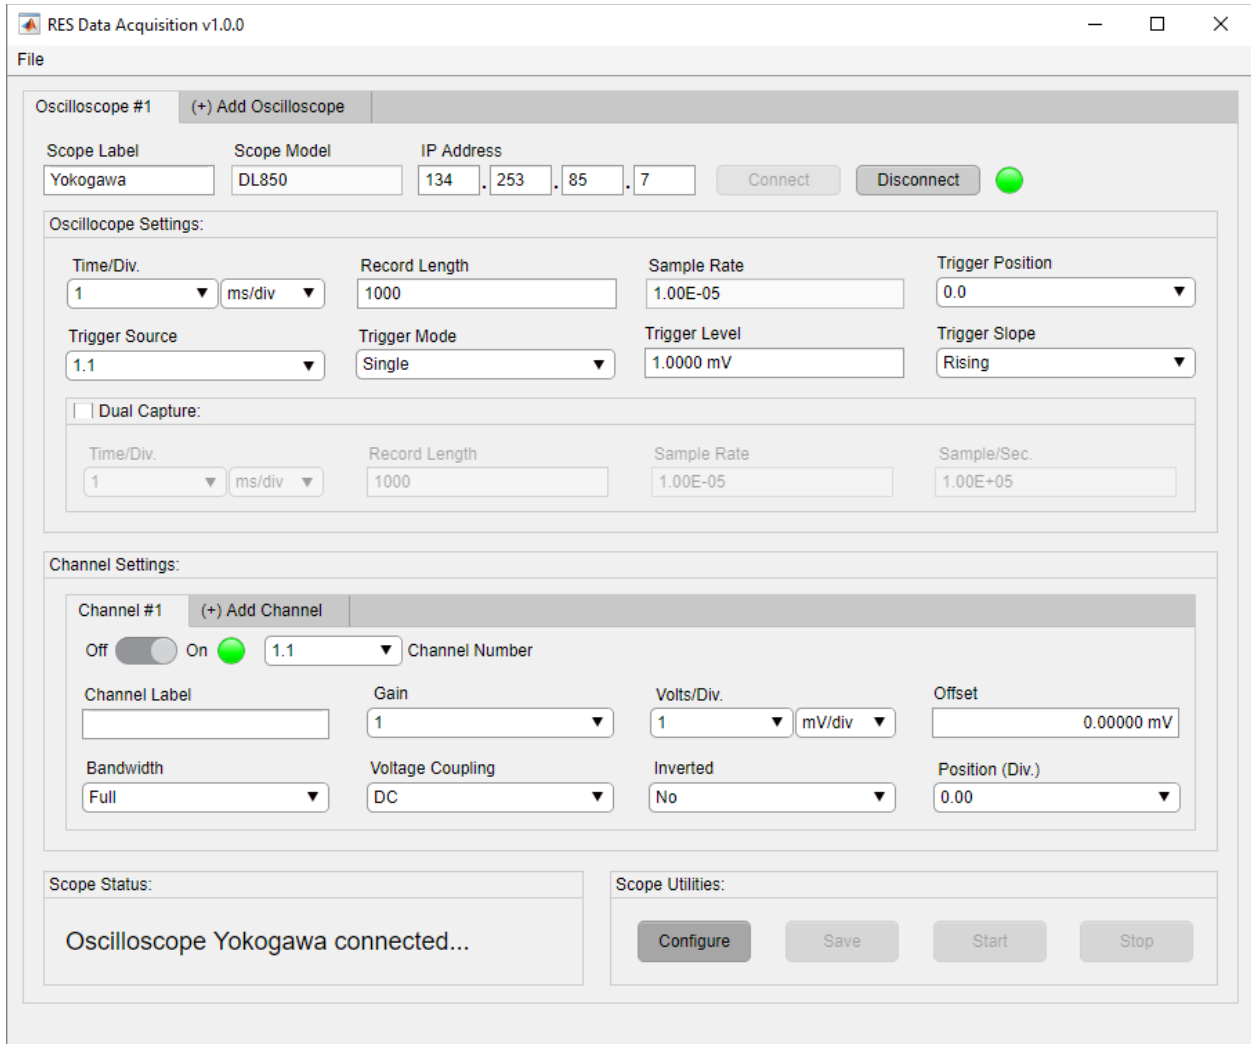 RES Data Acquisition v1.0.0
File
Oscilloscope #1 (+) Add Oscilloscope
Scope Label Scope Model IP Address
Yokogawa DL850 134 . 253 . 85 . 7 Connect Disconnect
Oscillocope Settings:
Time/Div. Record Length Sample Rate Trigger Position
1 ms/div 1000 1.00E-05 0.0
Trigger Source Trigger Mode Trigger Level Trigger Slope
1.1 Single 1.0000 mV Rising
Dual Capture:
Time/Div. Record Length Sample Rate Sample/Sec.
1 ms/div 1000 1.00E-05 1.00E+05
Channel Settings:
Channel #1 (+) Add Channel
Off On 1.1 Channel Number
Channel Label Gain Volts/Div. Offset
1 1 mV/div 0.00000 mV
Bandwidth Voltage Coupling Inverted Position (Div.)
Full DC No 0.00
Scope Status: Scope Utilities:
Oscilloscope Yokogawa connected... Configure Save Start Stop